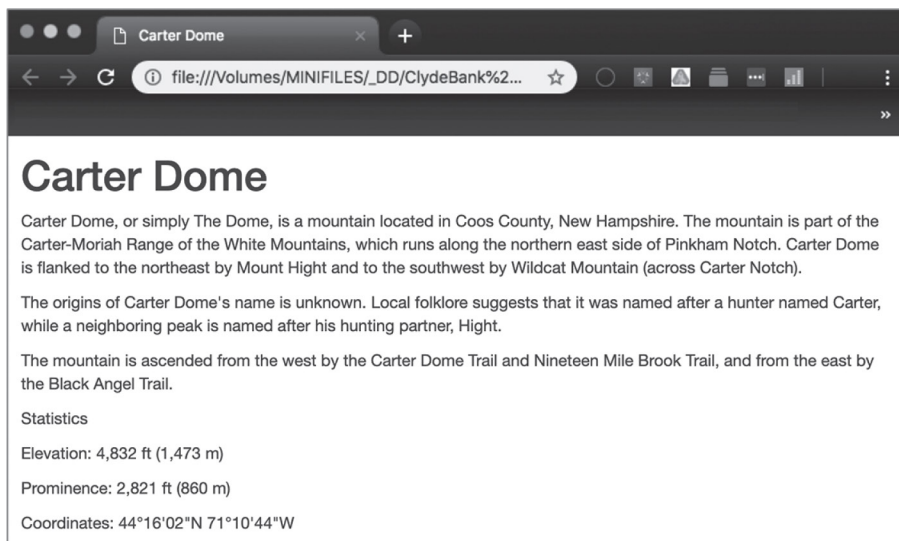 Carter Dome
file:///Volumes/MINIFILES/_DD/ClydeBank%2...
Carter Dome
Carter Dome, or simply The Dome, is a mountain located in Coos County, New Hampshire. The mountain is part of the
Carter-Moriah Range of the White Mountains, which runs along the northern east side of Pinkham Notch. Carter Dome
is flanked to the northeast by Mount Hight and to the southwest by Wildcat Mountain (across Carter Notch).
The origins of Carter Dome's name is unknown. Local folklore suggests that it was named after a hunter named Carter,
while a neighboring peak is named after his hunting partner, Hight.
The mountain is ascended from the west by the Carter Dome Trail and Nineteen Mile Brook Trail, and from the east by
the Black Angel Trail.
Statistics
Elevation: 4,832 ft (1,473 m)
Prominence: 2,821 ft (860 m)
Coordinates: 44°16'02"N 71°10'44"W